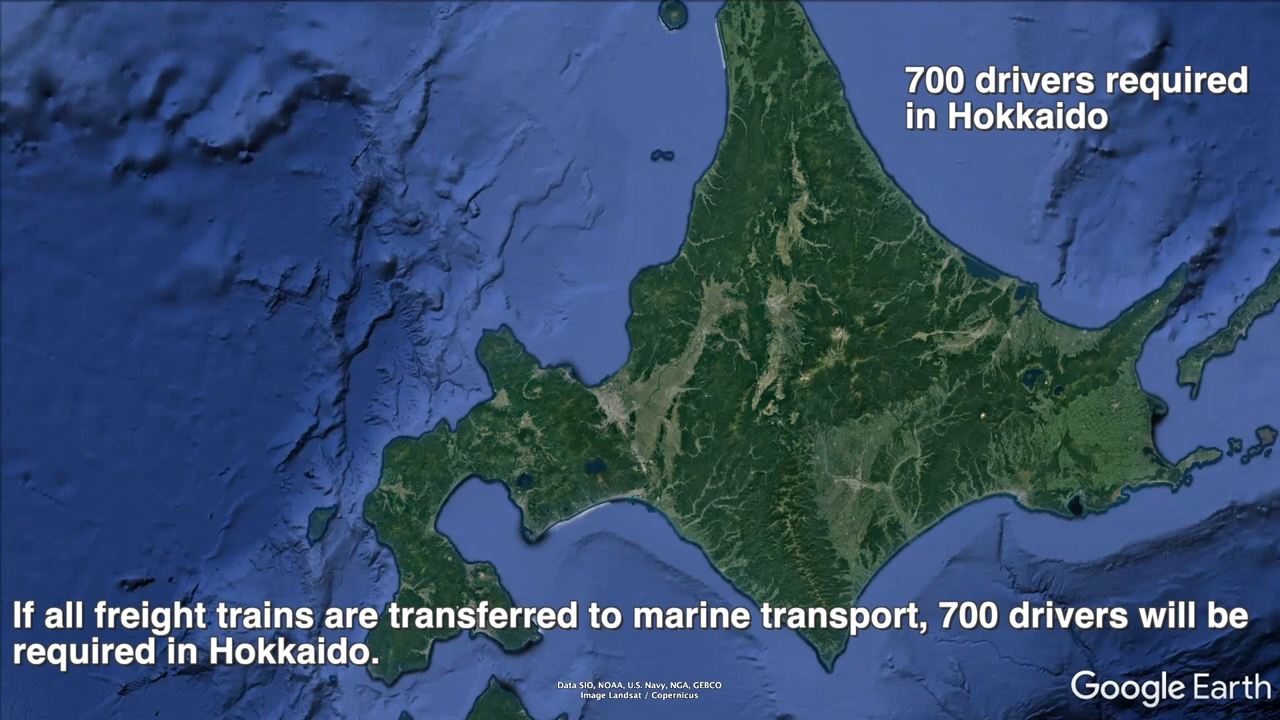 700 drivers required
in Hokkaido
If all freight trains are transferred to marine transport, 700 drivers will be
required in Hokkaido.
Data SIO, NOAA, U.S. Navy, NGA, GEBCO
Image Landsat / Copernicus
Google Earth